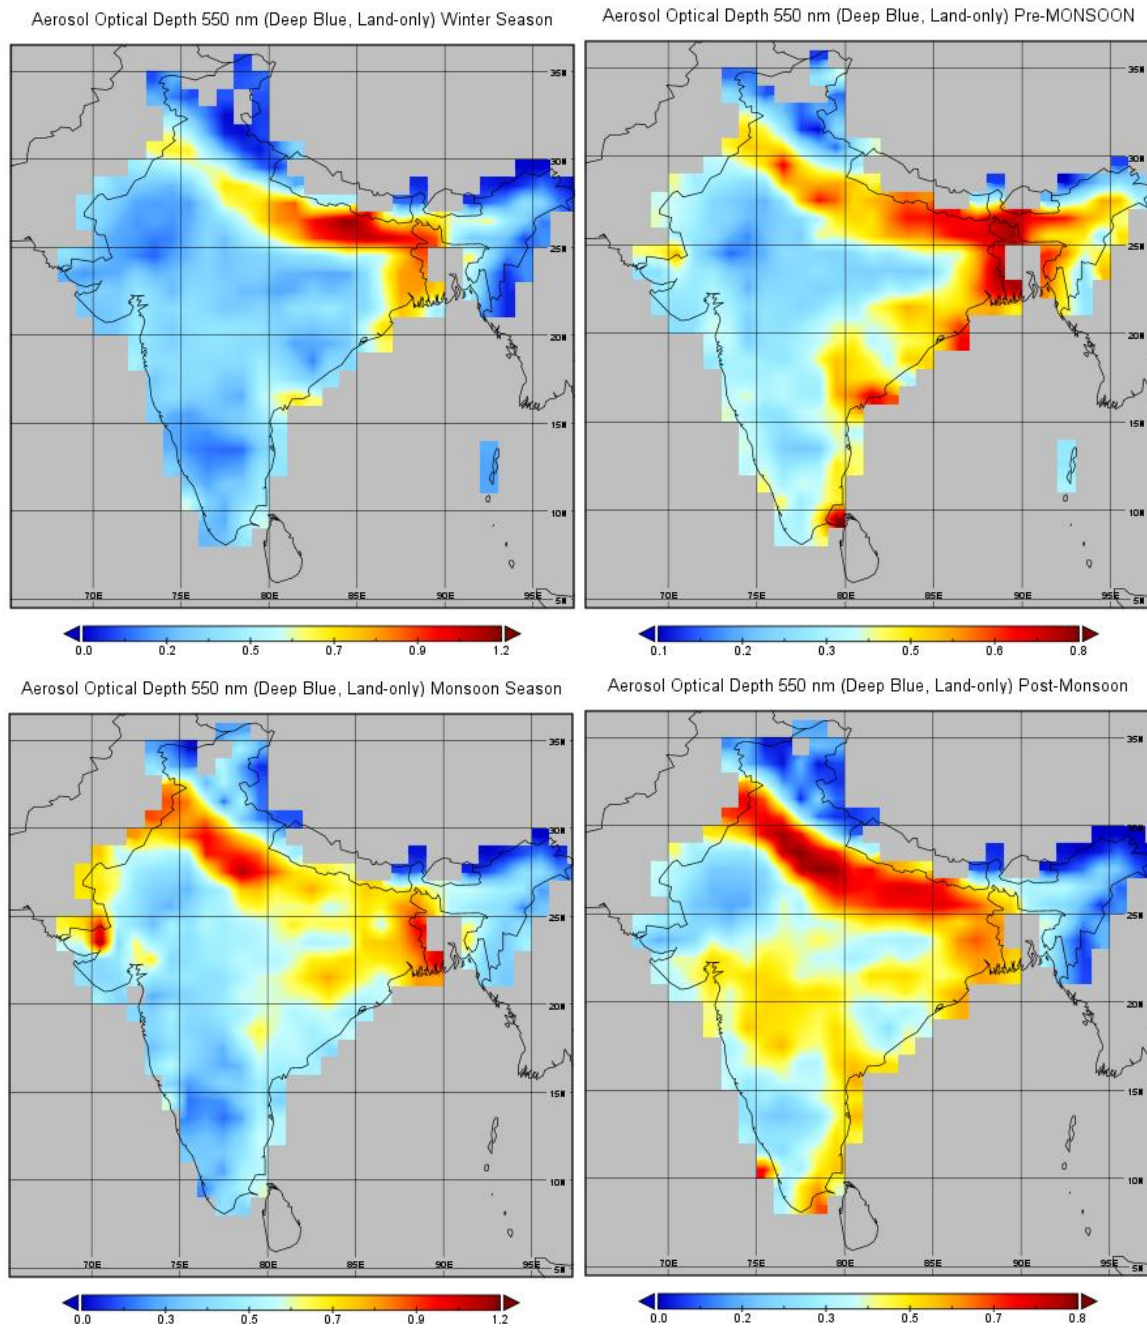 Aerosol Optical Depth 550 nm (Deep Blue, Land-only) Winter Season
35N
30N
25N
20N
15N
10N
5N
70E 75E 80E 85E 90E 95E
0.0 0.2 0.5 0.7 0.9 1.2
Aerosol Optical Depth 550 nm (Deep Blue, Land-only) Pre-MONSOON
35N
30N
25N
20N
15N
10N
5N
70E 75E 80E 85E 90E 95E
0.1 0.2 0.3 0.5 0.6 0.8
Aerosol Optical Depth 550 nm (Deep Blue, Land-only) Monsoon Season
35N
30N
25N
20N
15N
10N
5N
70E 75E 80E 85E 90E 95E
0.0 0.3 0.5 0.7 0.9 1.2
Aerosol Optical Depth 550 nm (Deep Blue, Land-only) Post-Monsoon
35N
30N
25N
20N
15N
10N
5N
70E 75E 80E 85E 90E 95E
0.0 0.2 0.3 0.5 0.7 0.8